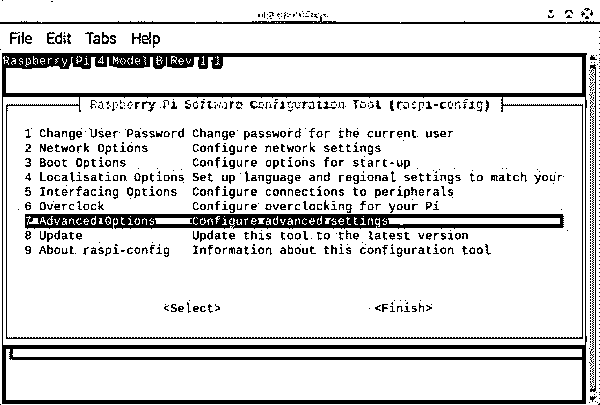 File Edit Tabs Help
Raspberry Pi 4 Model B Rev 1.1
Raspberry Pi Software Configuration Tool (raspi-config)
1 Change User Password Change password for the current user
2 Network Options Configure network settings
3 Boot Options Configure options for start-up
4 Localisation Options Set up language and regional settings to match your
5 Interfacing Options Configure connections to peripherals
6 Overclock Configure overclocking for your Pi
7 Advanced Options Configure advanced settings
8 Update Update this tool to the latest version
9 About raspi-config Information about this configuration tool
<Select> <Finish>